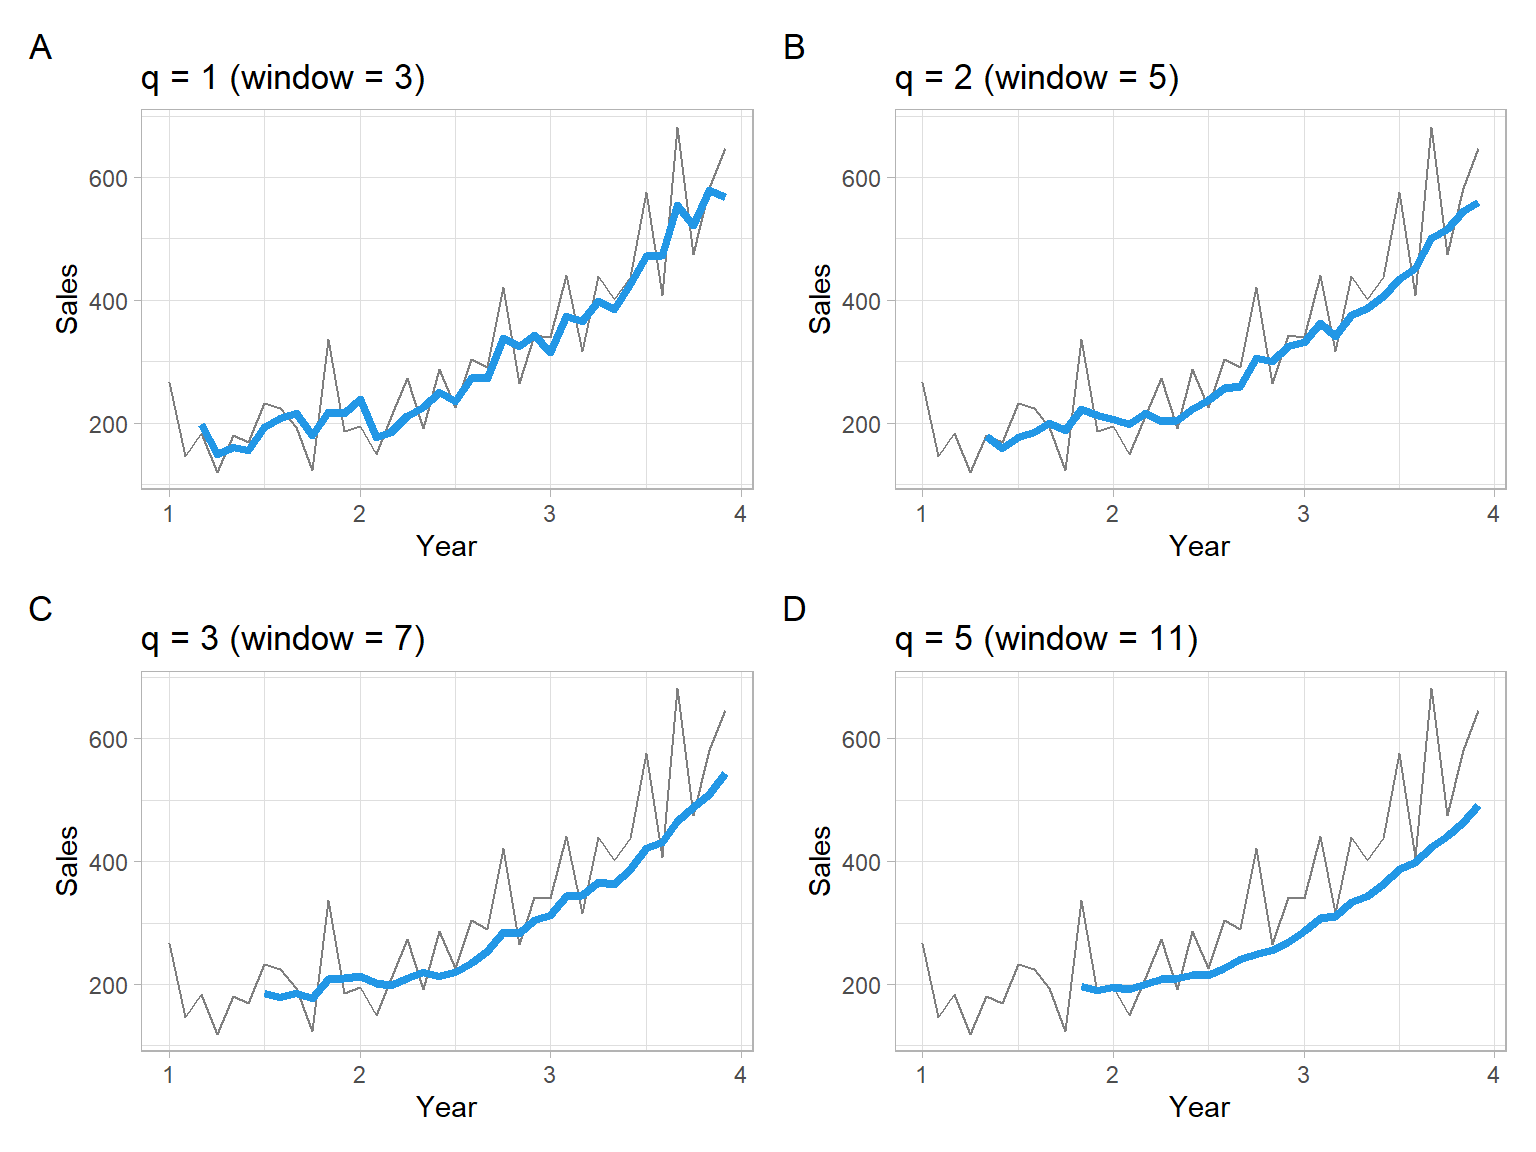 A
q = 1 (window = 3)
Sales
600
400
200
1 2 3 4
Year
B
q = 2 (window = 5)
Sales
600
400
200
1 2 3 4
Year
C
q = 3 (window = 7)
Sales
600
400
200
1 2 3 4
Year
D
q = 5 (window = 11)
Sales
600
400
200
1 2 3 4
Year